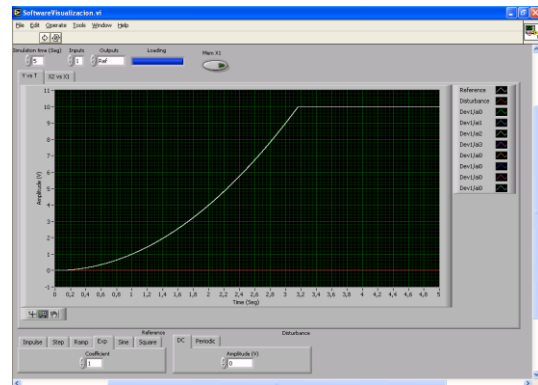 SoftwareVisualizacion.vi
File Edit Operate Tools Window Help
Simulation time (Seg) Inputs Outputs Loading Mem X1
5 1 Ref
Y vs T X2 vs X1
Reference
Disturbance
Dev1/ai0
Dev1/ai1
Dev1/ai2
Dev1/ai0
Dev1/ai0
Dev1/ai0
Dev1/ai0
Dev1/ai0
Amplitude (V)
11
10
9
8
7
6
5
4
3
2
1
0
-1
0 0,2 0,4 0,6 0,8 1 1,2 1,4 1,6 1,8 2 2,2 2,4 2,6 2,8 3 3,2 3,4 3,6 3,8 4 4,2 4,4 4,6 4,8 5
Time (Seg)
Reference Disturbance
Impulse Step Ramp Exp Sine Square DC Periodic
Coefficient Amplitude (V)
1 0